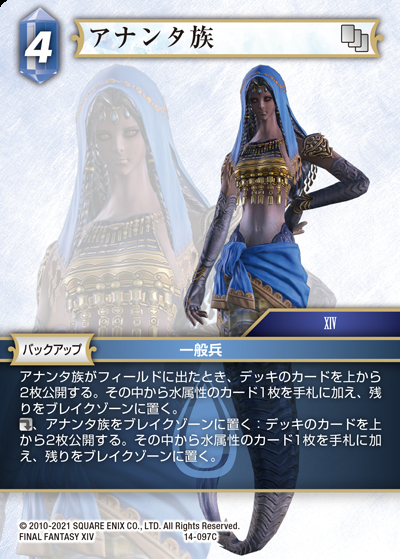 4
アナンタ族
XIV
バックアップ
一般兵
アナンタ族がフィールドに出たとき、デッキのカードを上から
2枚公開する。その中から水属性のカード1枚を手札に加え、残
りをブレイクゾーンに置く。
、アナンタ族をブレイクゾーンに置く：デッキのカードを上
から2枚公開する。その中から水属性のカード1枚を手札に加
え、残りをブレイクゾーンに置く。
© 2010-2021 SQUARE ENIX CO., LTD. All Rights Reserved.
FINAL FANTASY XIV
14-097C